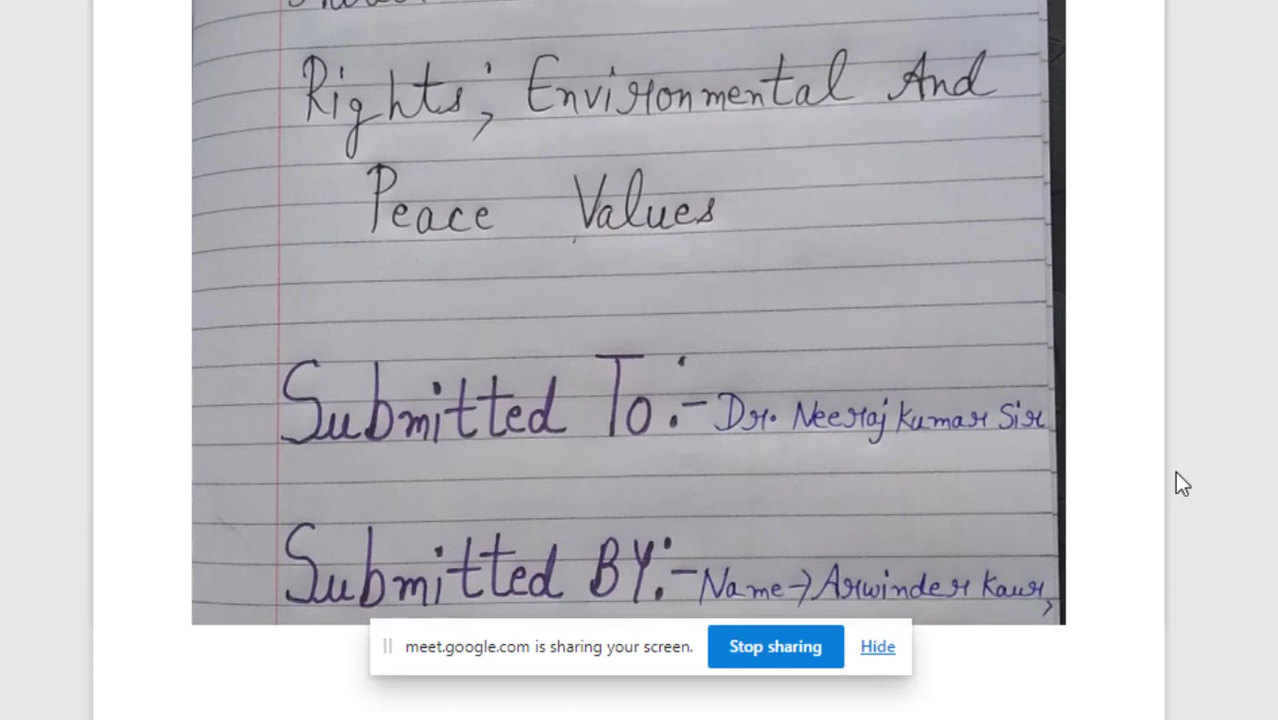 Rights', Environmental And
Peace Values
Submitted To:- Dr. Neeraj Kumar Sir
Submitted BY:- Name→ Arwinder Kaur,
meet.google.com is sharing your screen. Stop sharing Hide